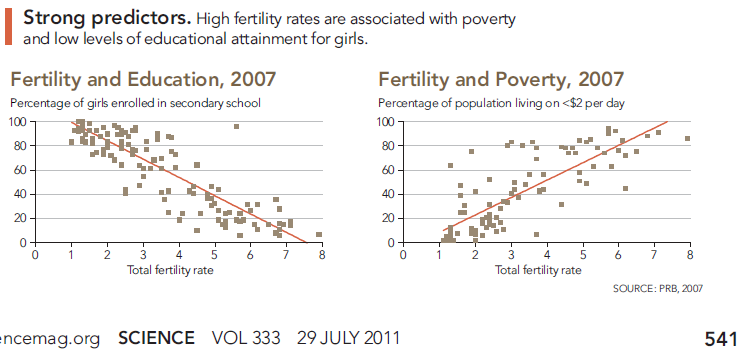 Strong predictors. High fertility rates are associated with poverty
and low levels of educational attainment for girls.
Fertility and Education, 2007
Percentage of girls enrolled in secondary school
100
80
60
40
20
0
0 1 2 3 4 5 6 7 8
Total fertility rate
Fertility and Poverty, 2007
Percentage of population living on <$2 per day
100
80
60
40
20
0
0 1 2 3 4 5 6 7 8
Total fertility rate
SOURCE: PRB, 2007
encemag.org SCIENCE VOL 333 29 JULY 2011 541